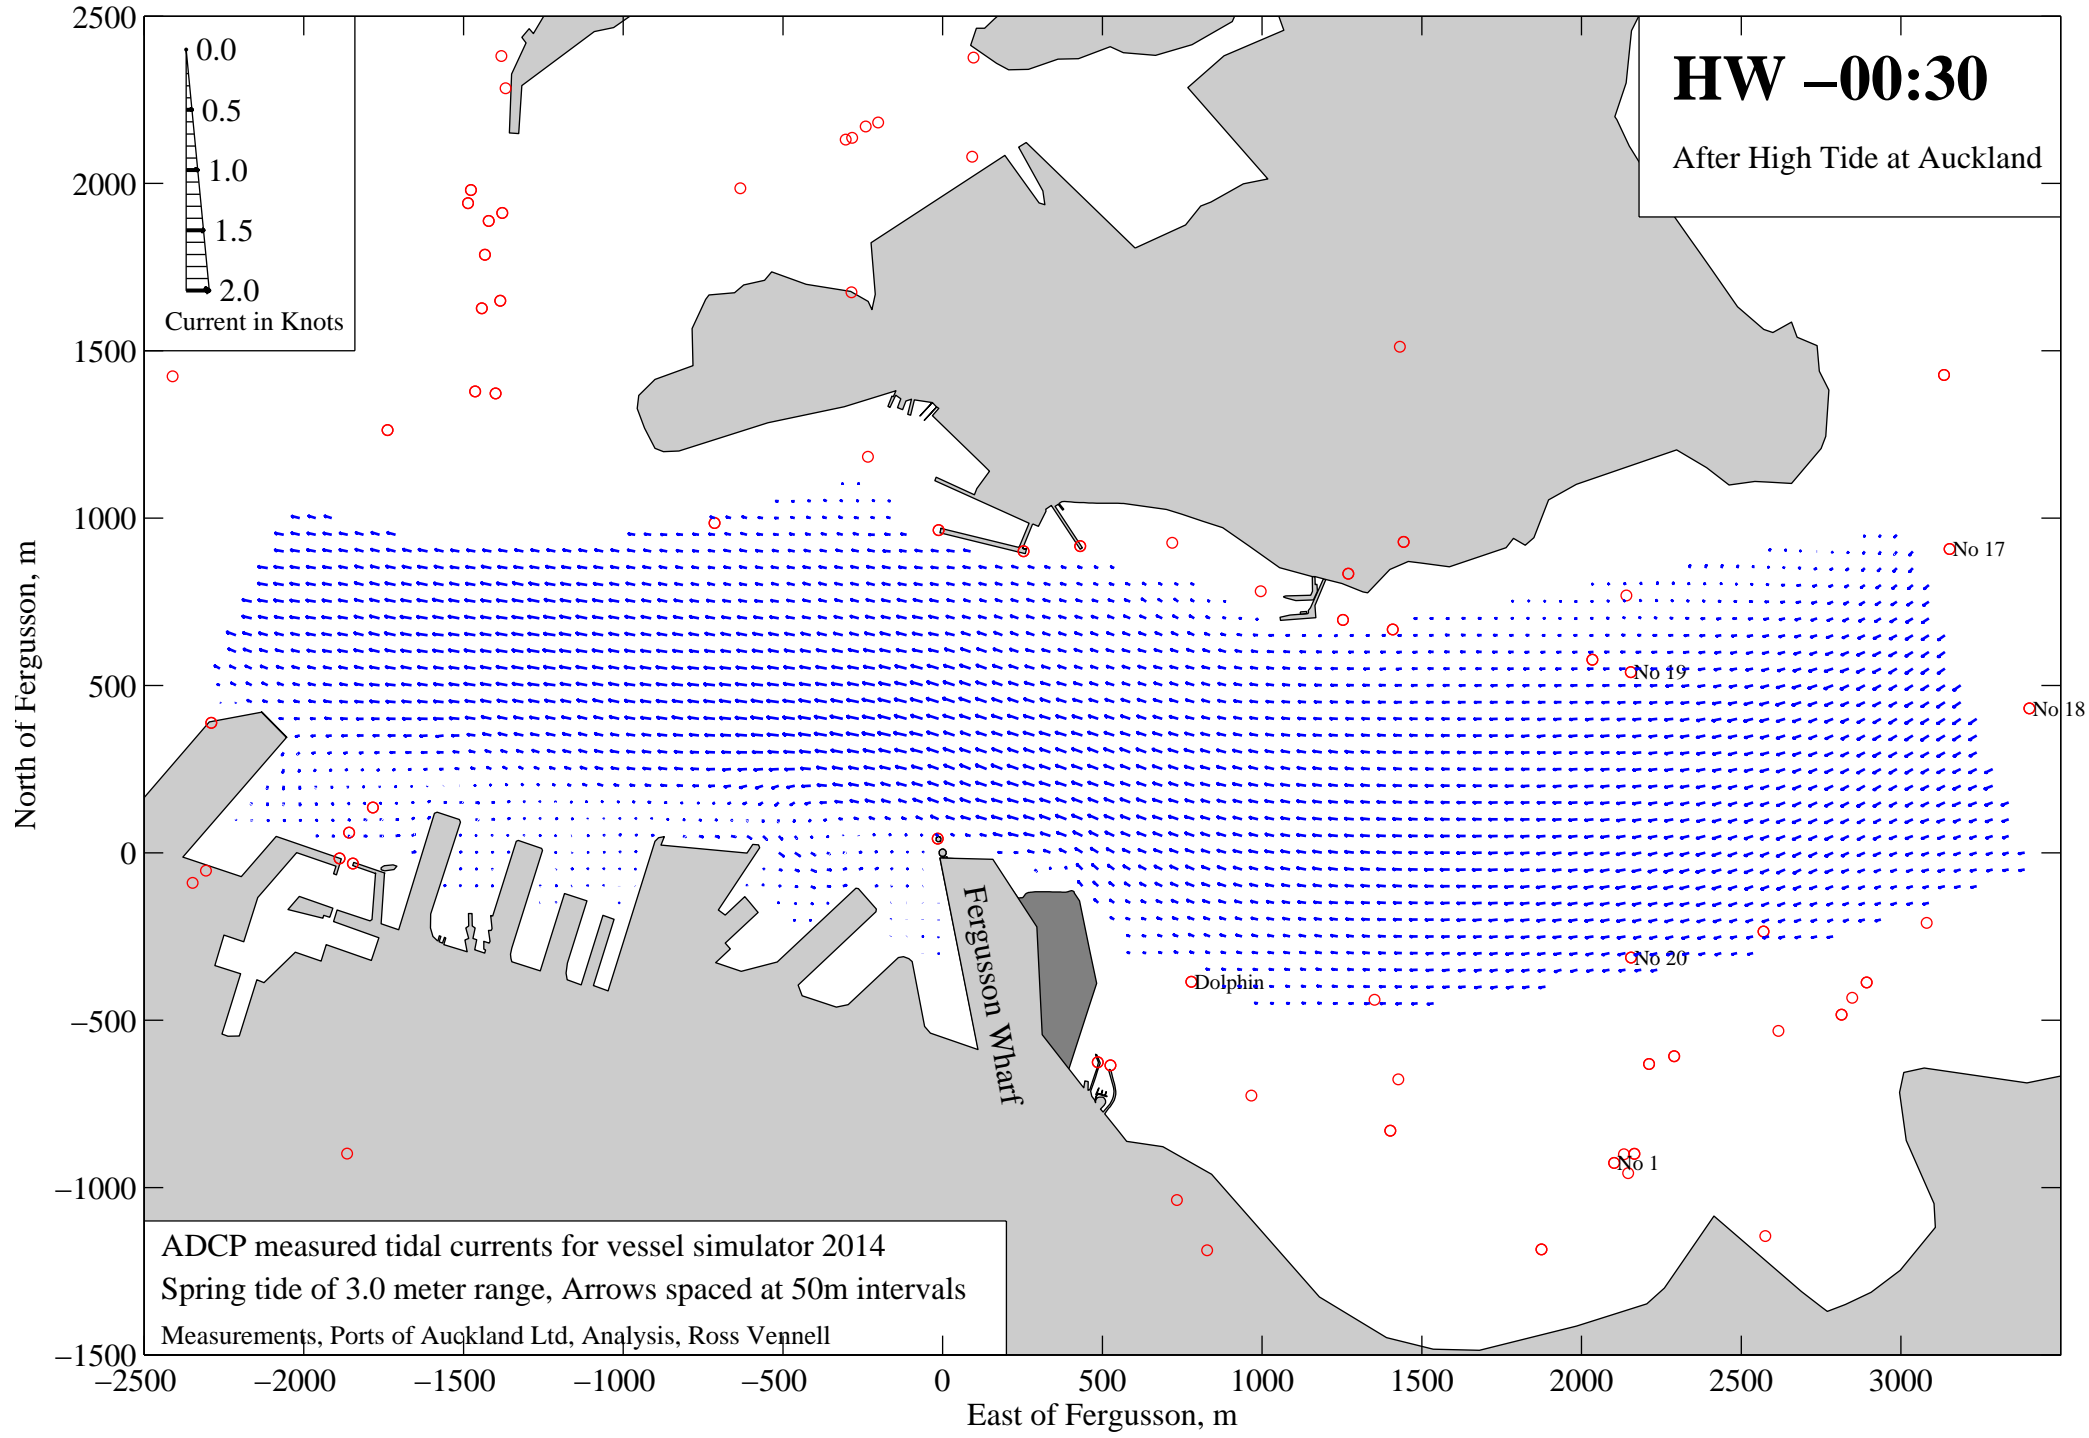 2500
2000
1500
1000
500
0
−500
−1000
−1500
North of Fergusson, m
0.0
0.5
1.0
1.5
2.0
Current in Knots
HW −00:30
After High Tide at Auckland
No 17
No 19
No 18
No 20
Dolphin
No 1
Fergusson Wharf
ADCP measured tidal currents for vessel simulator 2014
Spring tide of 3.0 meter range, Arrows spaced at 50m intervals
Measurements, Ports of Auckland Ltd, Analysis, Ross Vennell
−2500 −2000 −1500 −1000 −500 0 500 1000 1500 2000 2500 3000
East of Fergusson, m